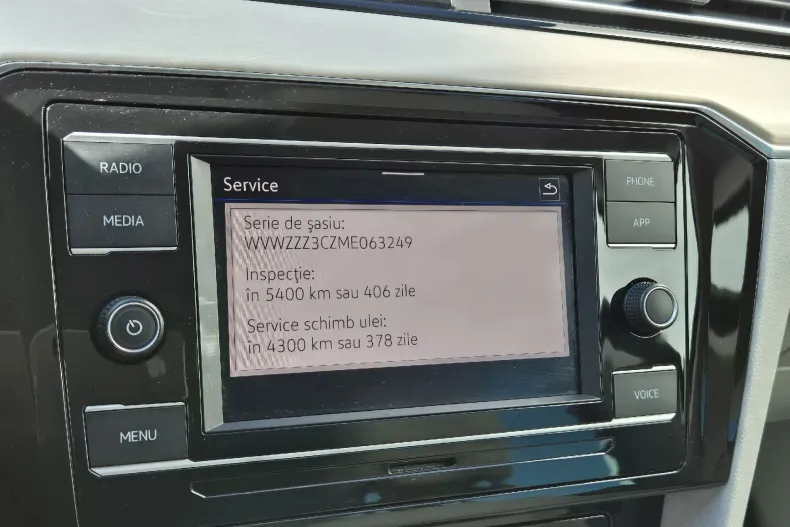 RADIO
MEDIA
MENU
Service
Serie de şasiu:
WVWZZZ3CZME063249
Inspecţie:
în 5400 km sau 406 zile
Service schimb ulei:
în 4300 km sau 378 zile
PHONE
APP
VOICE